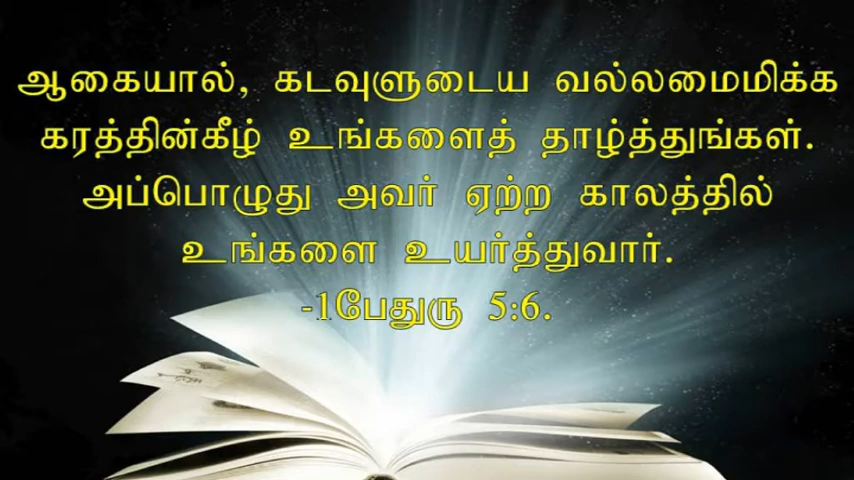 ஆகையால், கடவுளுடைய வல்லமைமிக்க
கரத்தின்கீழ் உங்களைத் தாழ்த்துங்கள்.
அப்பொழுது அவர் ஏற்ற காலத்தில்
உங்களை உயர்த்துவார்.
-1பேதுரு 5:6.